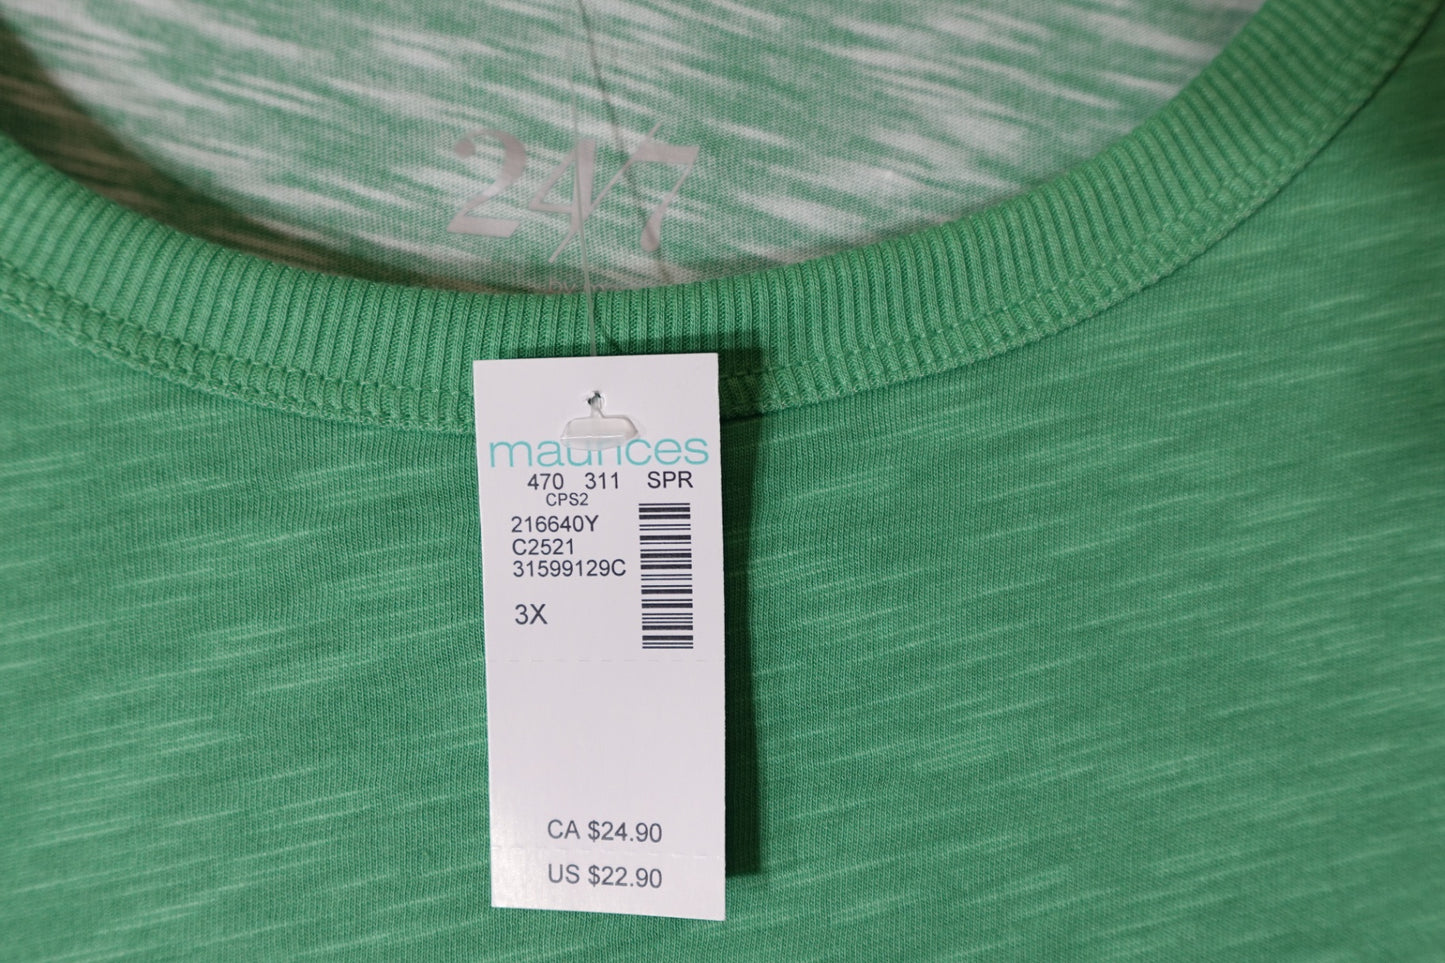 24/7
maurices
470 311 SPR
CPS2
216640Y
C2521
31599129C
3X
CA $24.90
US $22.90